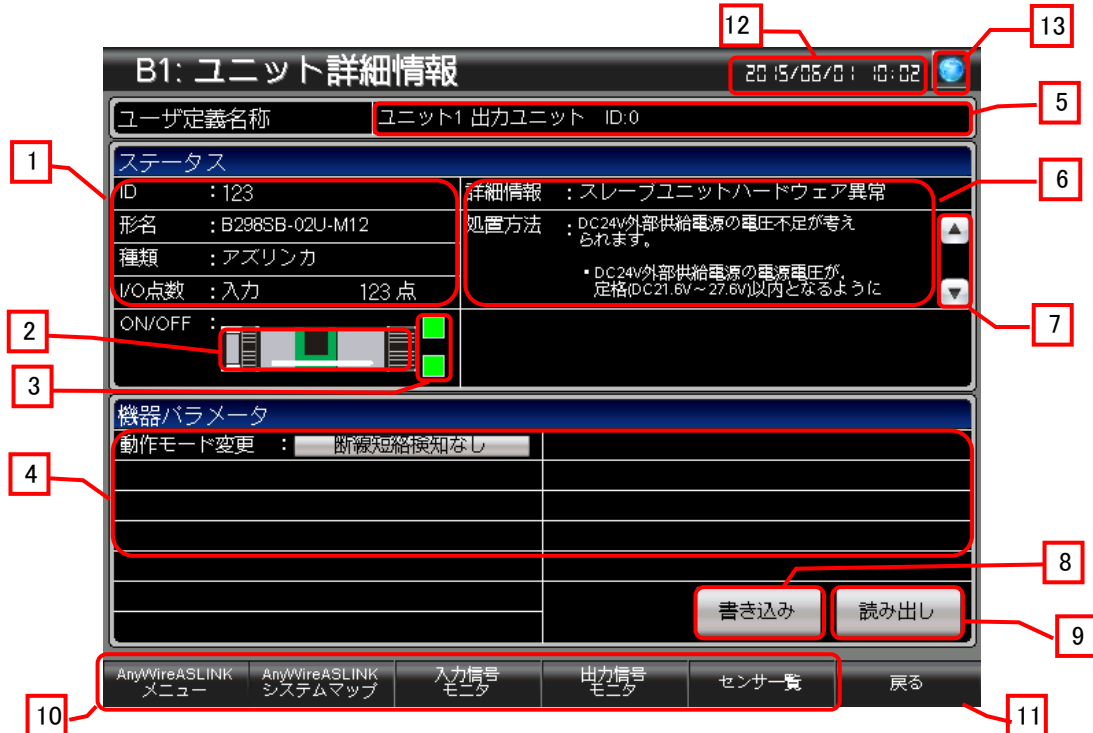 12
13
B1: ユニット詳細情報
2015/06/01 10:02
ユーザ定義名称
ユニット1 出力ユニット ID:0
5
1
ステータス
ID :123
詳細情報 :スレーブユニットハードウェア異常
6
形名 :B298SB-02U-M12
処置方法 :DC24V外部供給電源の電圧不足が考え
られます。
▲
種類 :アズリンカ
・DC24V外部供給電源の電源電圧が、
I/O点数 :入力 123 点
定格(DC21.6V～27.6V)以内となるように
▼
ON/OFF :
2
7
3
機器パラメータ
動作モード変更 : 断線短絡検知なし
4
8
書き込み
読み出し
9
AnyWireASLINK
メニュー
AnyWireASLINK
システムマップ
入力信号
モニタ
出力信号
モニタ
センサ一覧
戻る
10
11